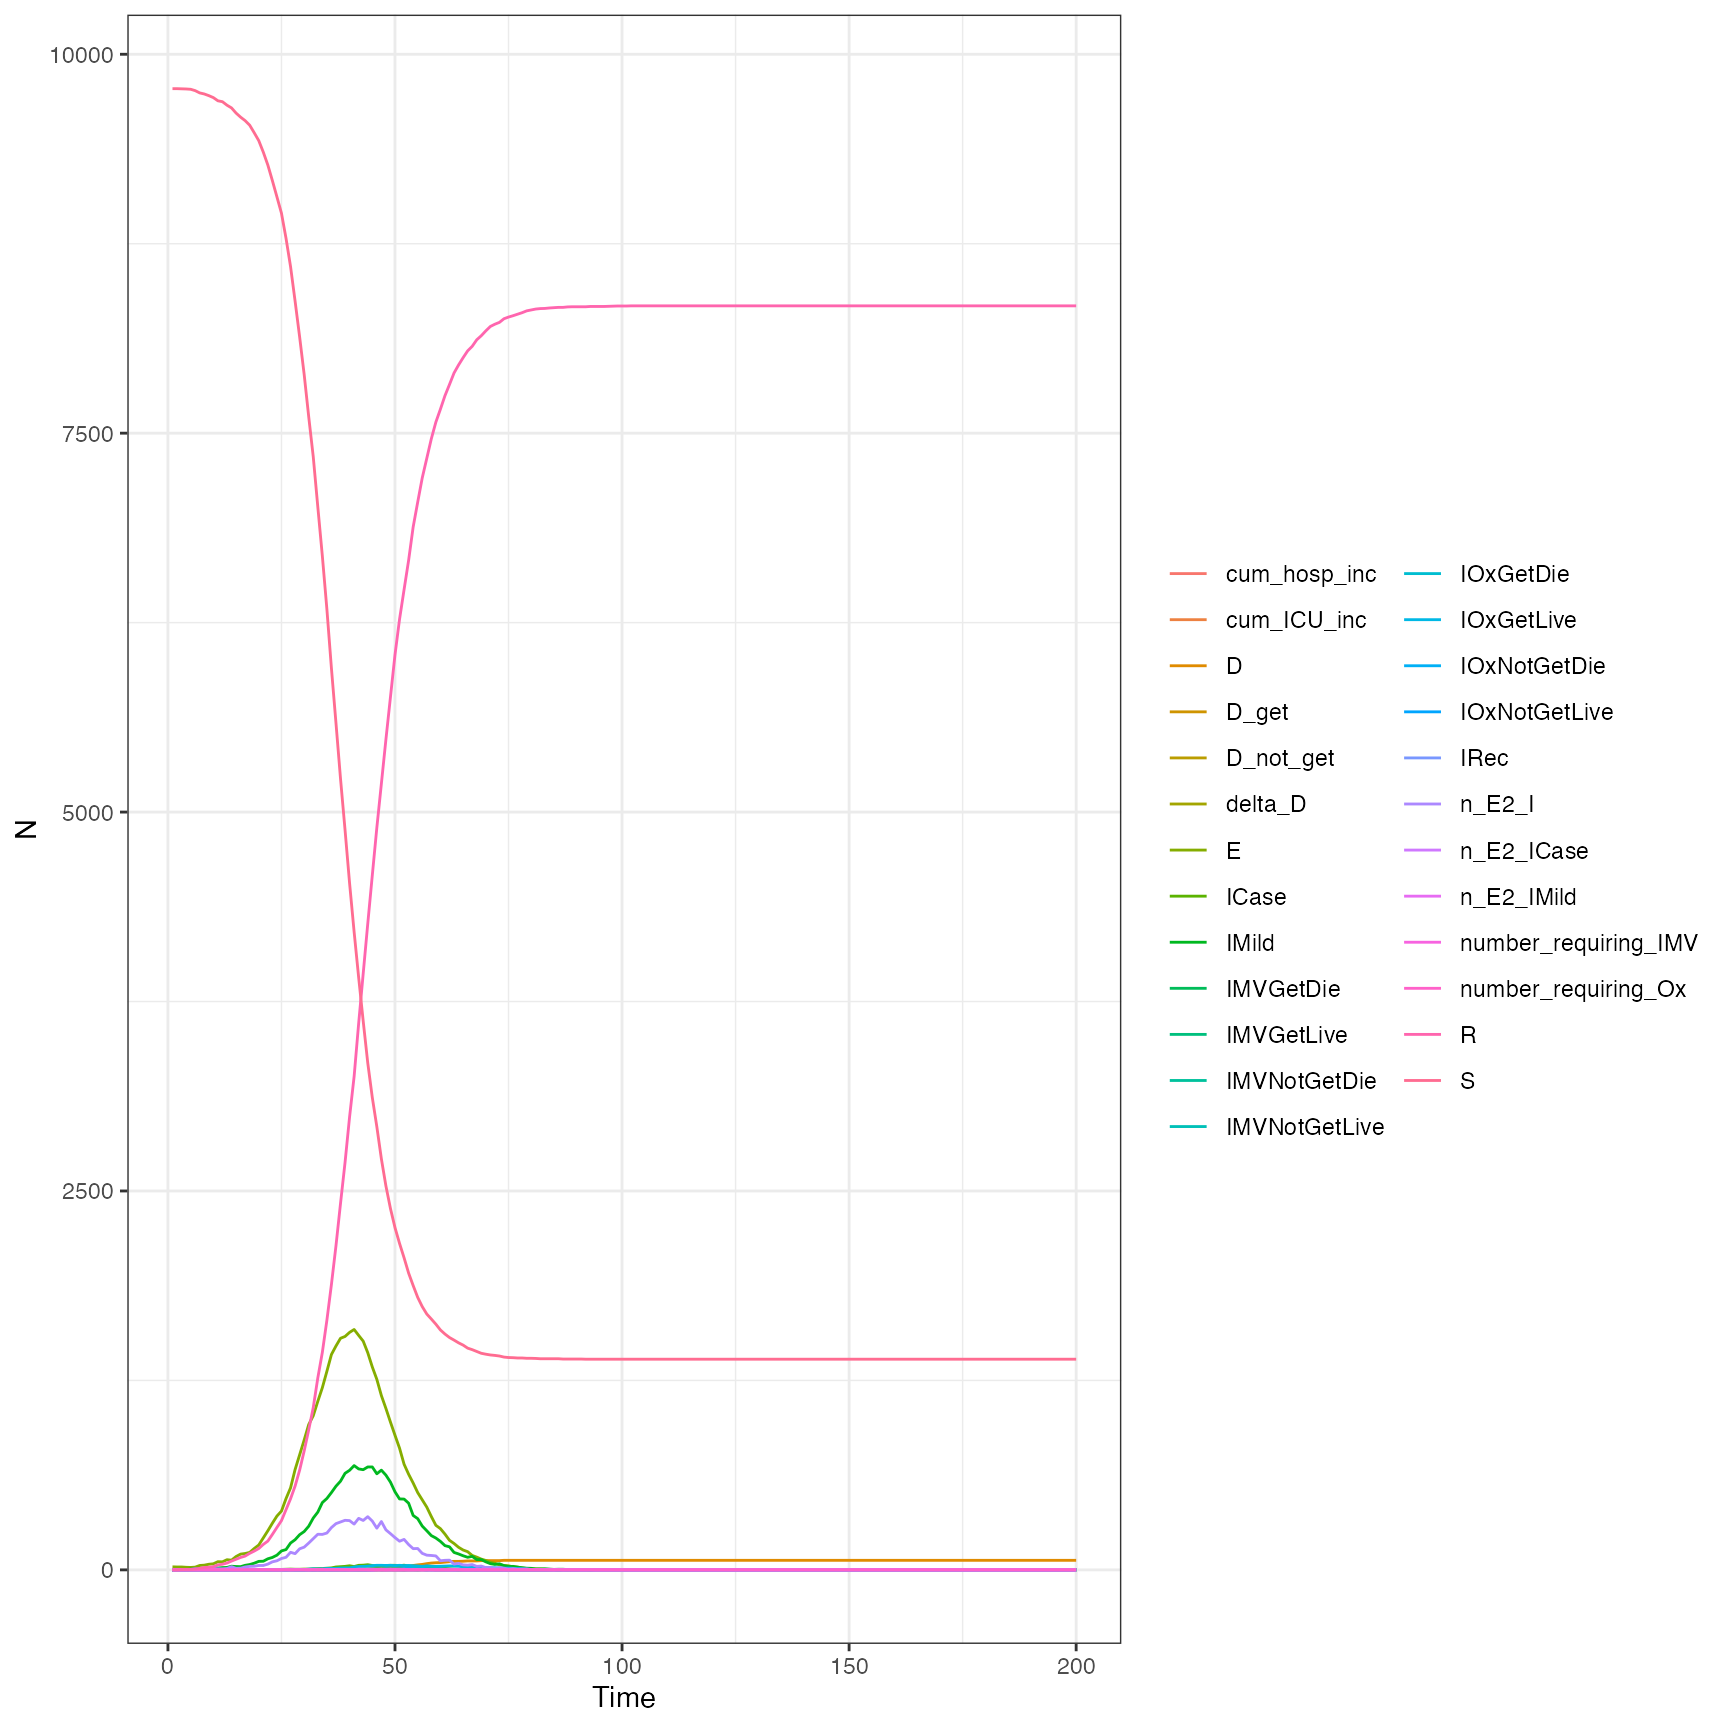 10000
7500
5000
2500
0
N
0 50 100 150 200
Time
cum_hosp_inc
cum_ICU_inc
D
D_get
D_not_get
delta_D
E
ICase
IMild
IMVGetDie
IMVGetLive
IMVNotGetDie
IMVNotGetLive
IOxGetDie
IOxGetLive
IOxNotGetDie
IOxNotGetLive
IRec
n_E2_I
n_E2_ICase
n_E2_IMild
number_requiring_IMV
number_requiring_Ox
R
S